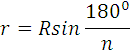 r = Rsin 180⁰/n